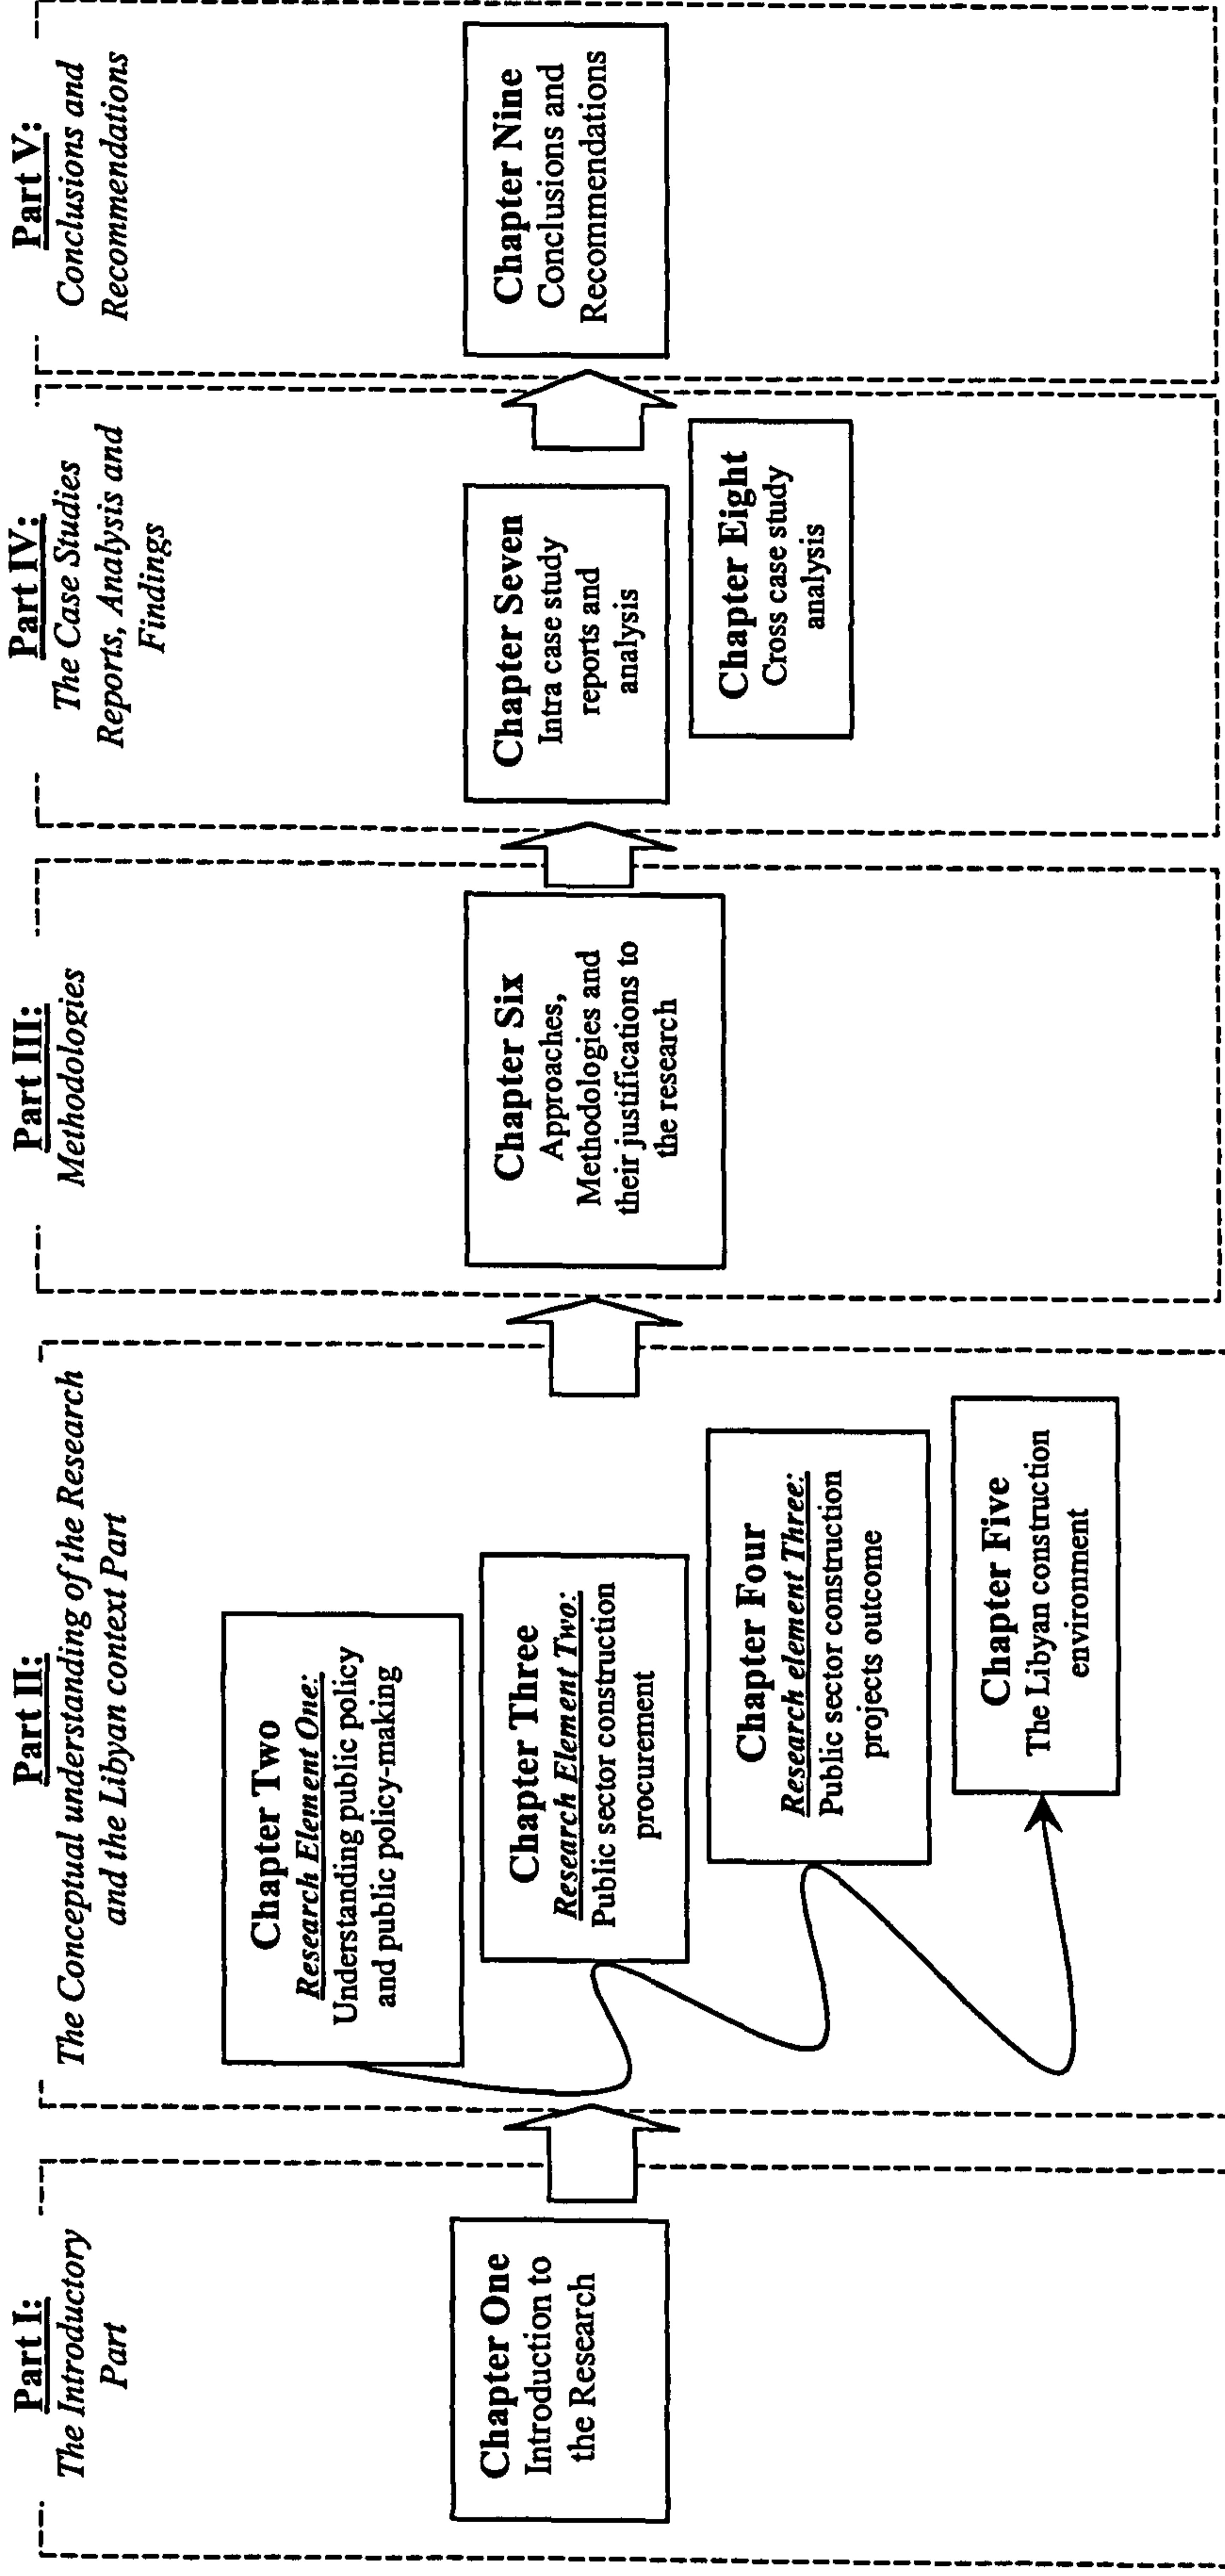 Part I:
The Introductory
Part
Chapter One
Introduction to
the Research
Part II:
The Conceptual understanding of the Research
and the Libyan context Part
Chapter Two
Research Element One:
Understanding public policy
and public policy-making
Chapter Three
Research Element Two:
Public sector construction
procurement
Chapter Four
Research element Three:
Public sector construction
projects outcome
Chapter Five
The Libyan construction
environment
Part III:
Methodologies
Chapter Six
Approaches,
Methodologies and
their justifications to
the research
Part IV:
The Case Studies
Reports, Analysis and
Findings
Chapter Seven
Intra case study
reports and
analysis
Chapter Eight
Cross case study
analysis
Part V:
Conclusions and
Recommendations
Chapter Nine
Conclusions and
Recommendations